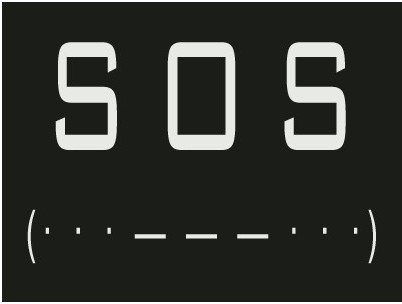 SOS
(· · · — — — · · ·)